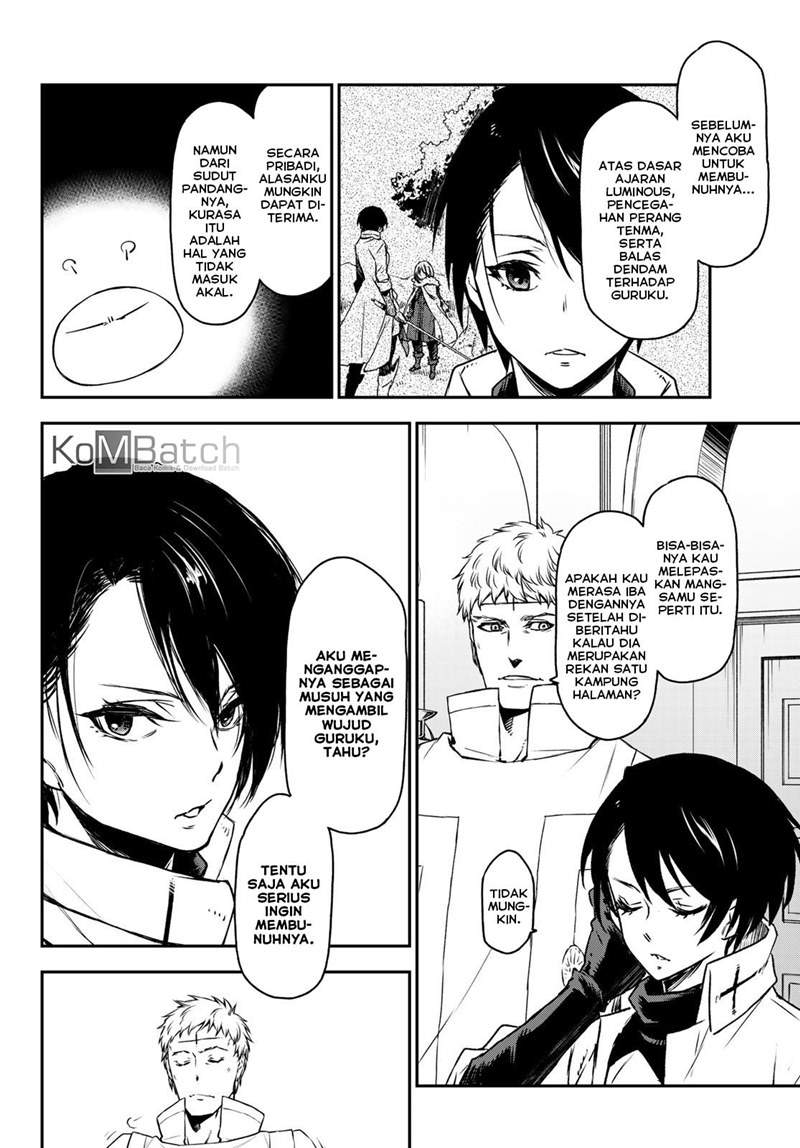 SEBELUM-
NYA AKU
MENCOBA
UNTUK
MEMBU-
NUHNYA...
ATAS DASAR
AJARAN
LUMINOUS,
PENCEGA-
HAN PERANG
TENMA,
SERTA
BALAS
DENDAM
TERHADAP
GURUKU.
SECARA
PRIBADI,
ALASANKU
MUNGKIN
DAPAT DI-
TERIMA.
NAMUN
DARI
SUDUT
PANDANG-
NYA,
KURASA
ITU
ADALAH
HAL YANG
TIDAK
MASUK
AKAL.
?
?
BISA-BISA-
NYA KAU
MELEPAS-
KAN MANG-
SAMU SE-
PERTI ITU.
APAKAH KAU
MERASA IBA
DENGANNYA
SETELAH DI-
BERITAHU
KALAU DIA
MERUPAKAN
REKAN SATU
KAMPUNG
HALAMAN?
TIDAK
MUNG-
KIN.
KoMBatch
Baca Komik & Download Batch
AKU ME-
NGANGGAP-
NYA SEBAGAI
MUSUH YANG
MENGAMBIL
WUJUD
GURUKU,
TAHU?
TENTU
SAJA AKU
SERIUS
INGIN
MEMBU-
NUHNYA.